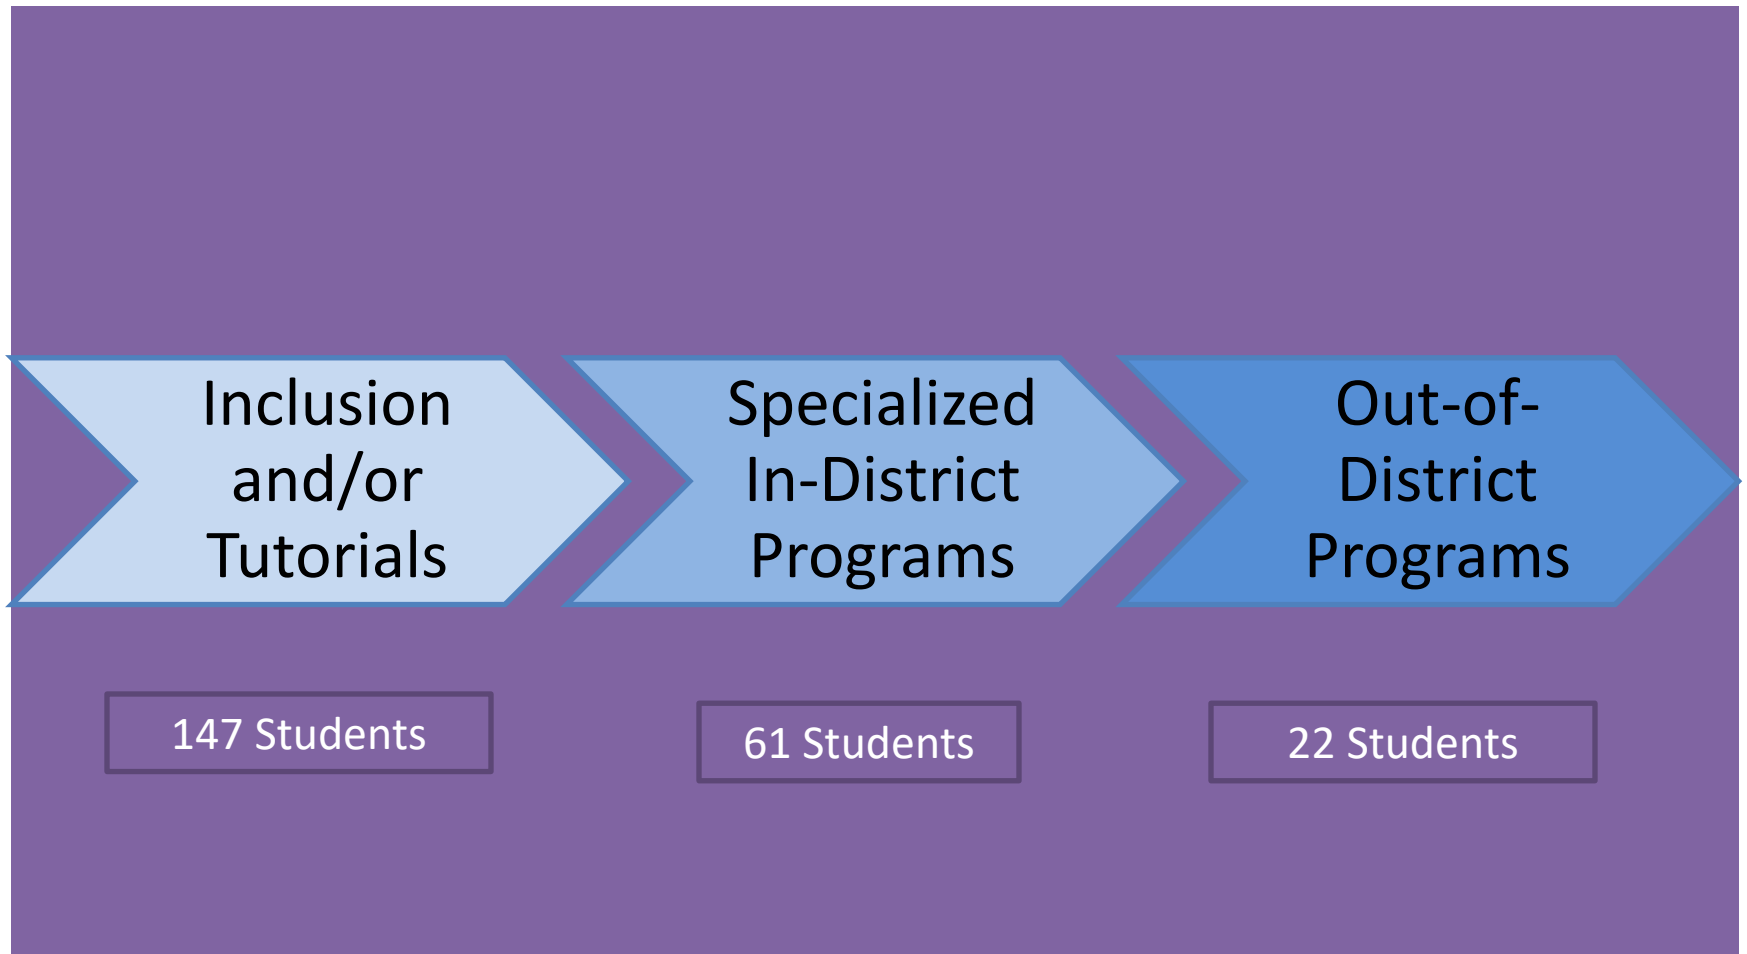 Inclusion
and/or
Tutorials
Specialized
In-District
Programs
Out-of-
District
Programs
147 Students
61 Students
22 Students